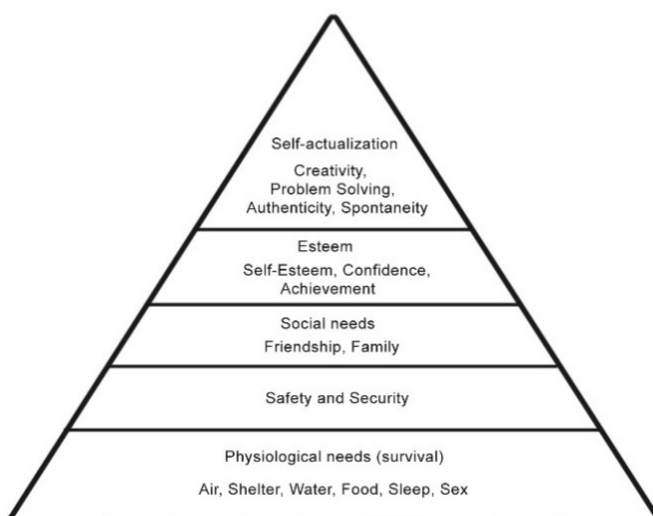 Self-actualization
Creativity,
Problem Solving,
Authenticity, Spontaneity
Esteem
Self-Esteem, Confidence,
Achievement
Social needs
Friendship, Family
Safety and Security
Physiological needs (survival)
Air, Shelter, Water, Food, Sleep, Sex